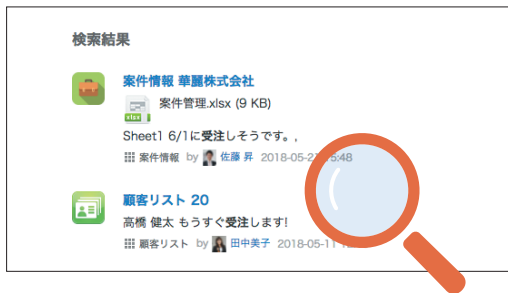 検索結果
案件情報 華麗株式会社
案件管理.xlsx (9 KB)
xlsx
Sheet1 6/1に受注しそうです。,
案件情報 by 佐藤 昇 2018-05-21 15:48
顧客リスト 20
高橋 健太 もうすぐ受注します!
顧客リスト by 田中美子 2018-05-11